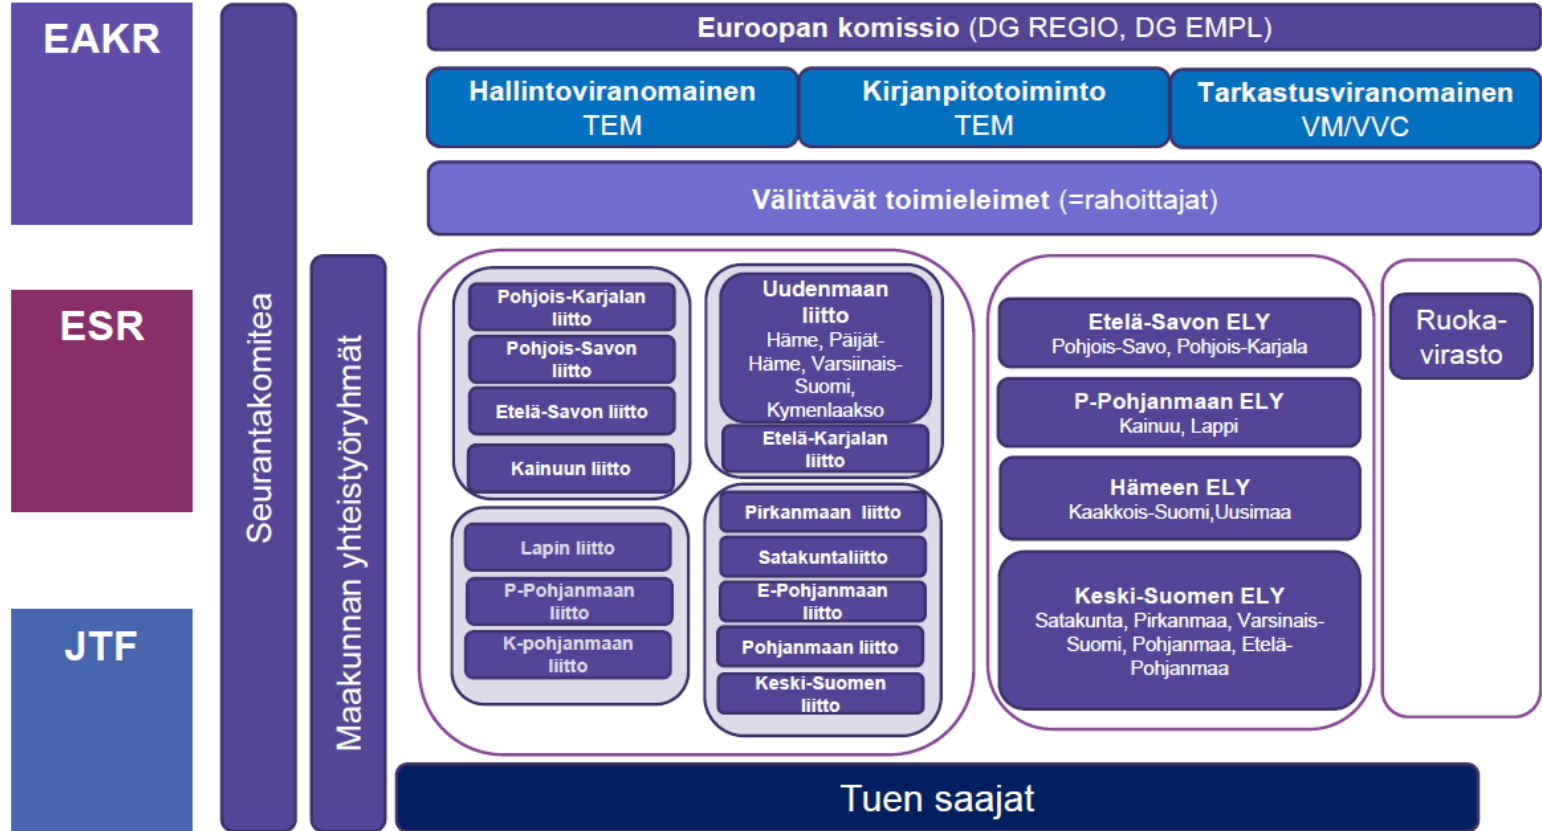 EAKR
ESR
JTF
Seurantakomitea
Maakunnan yhteistyöryhmät
Euroopan komissio (DG REGIO, DG EMPL)
Hallintoviranomainen
TEM
Kirjanpitotoiminto
TEM
Tarkastusviranomainen
VM/VVC
Välittävät toimieleimet (=rahoittajat)
Pohjois-Karjalan
liitto
Pohjois-Savon
liitto
Etelä-Savon liitto
Kainuun liitto
Lapin liitto
P-Pohjanmaan
liitto
K-pohjanmaan
liitto
Uudenmaan
liitto
Häme, Päijät-
Häme, Varsiinais-
Suomi,
Kymenlaakso
Etelä-Karjalan
liitto
Pirkanmaan liitto
Satakuntaliitto
E-Pohjanmaan
liitto
Pohjanmaan liitto
Keski-Suomen
liitto
Etelä-Savon ELY
Pohjois-Savo, Pohjois-Karjala
P-Pohjanmaan ELY
Kainuu, Lappi
Hämeen ELY
Kaakkois-Suomi,Uusimaa
Keski-Suomen ELY
Satakunta, Pirkanmaa, Varsinais-
Suomi, Pohjanmaa, Etelä-
Pohjanmaa
Ruoka-
virasto
Tuen saajat